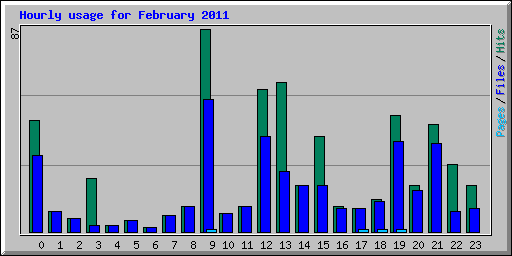 Hourly usage for February 2011
87
Pages / Files / Hits
0 1 2 3 4 5 6 7 8 9 10 11 12 13 14 15 16 17 18 19 20 21 22 23